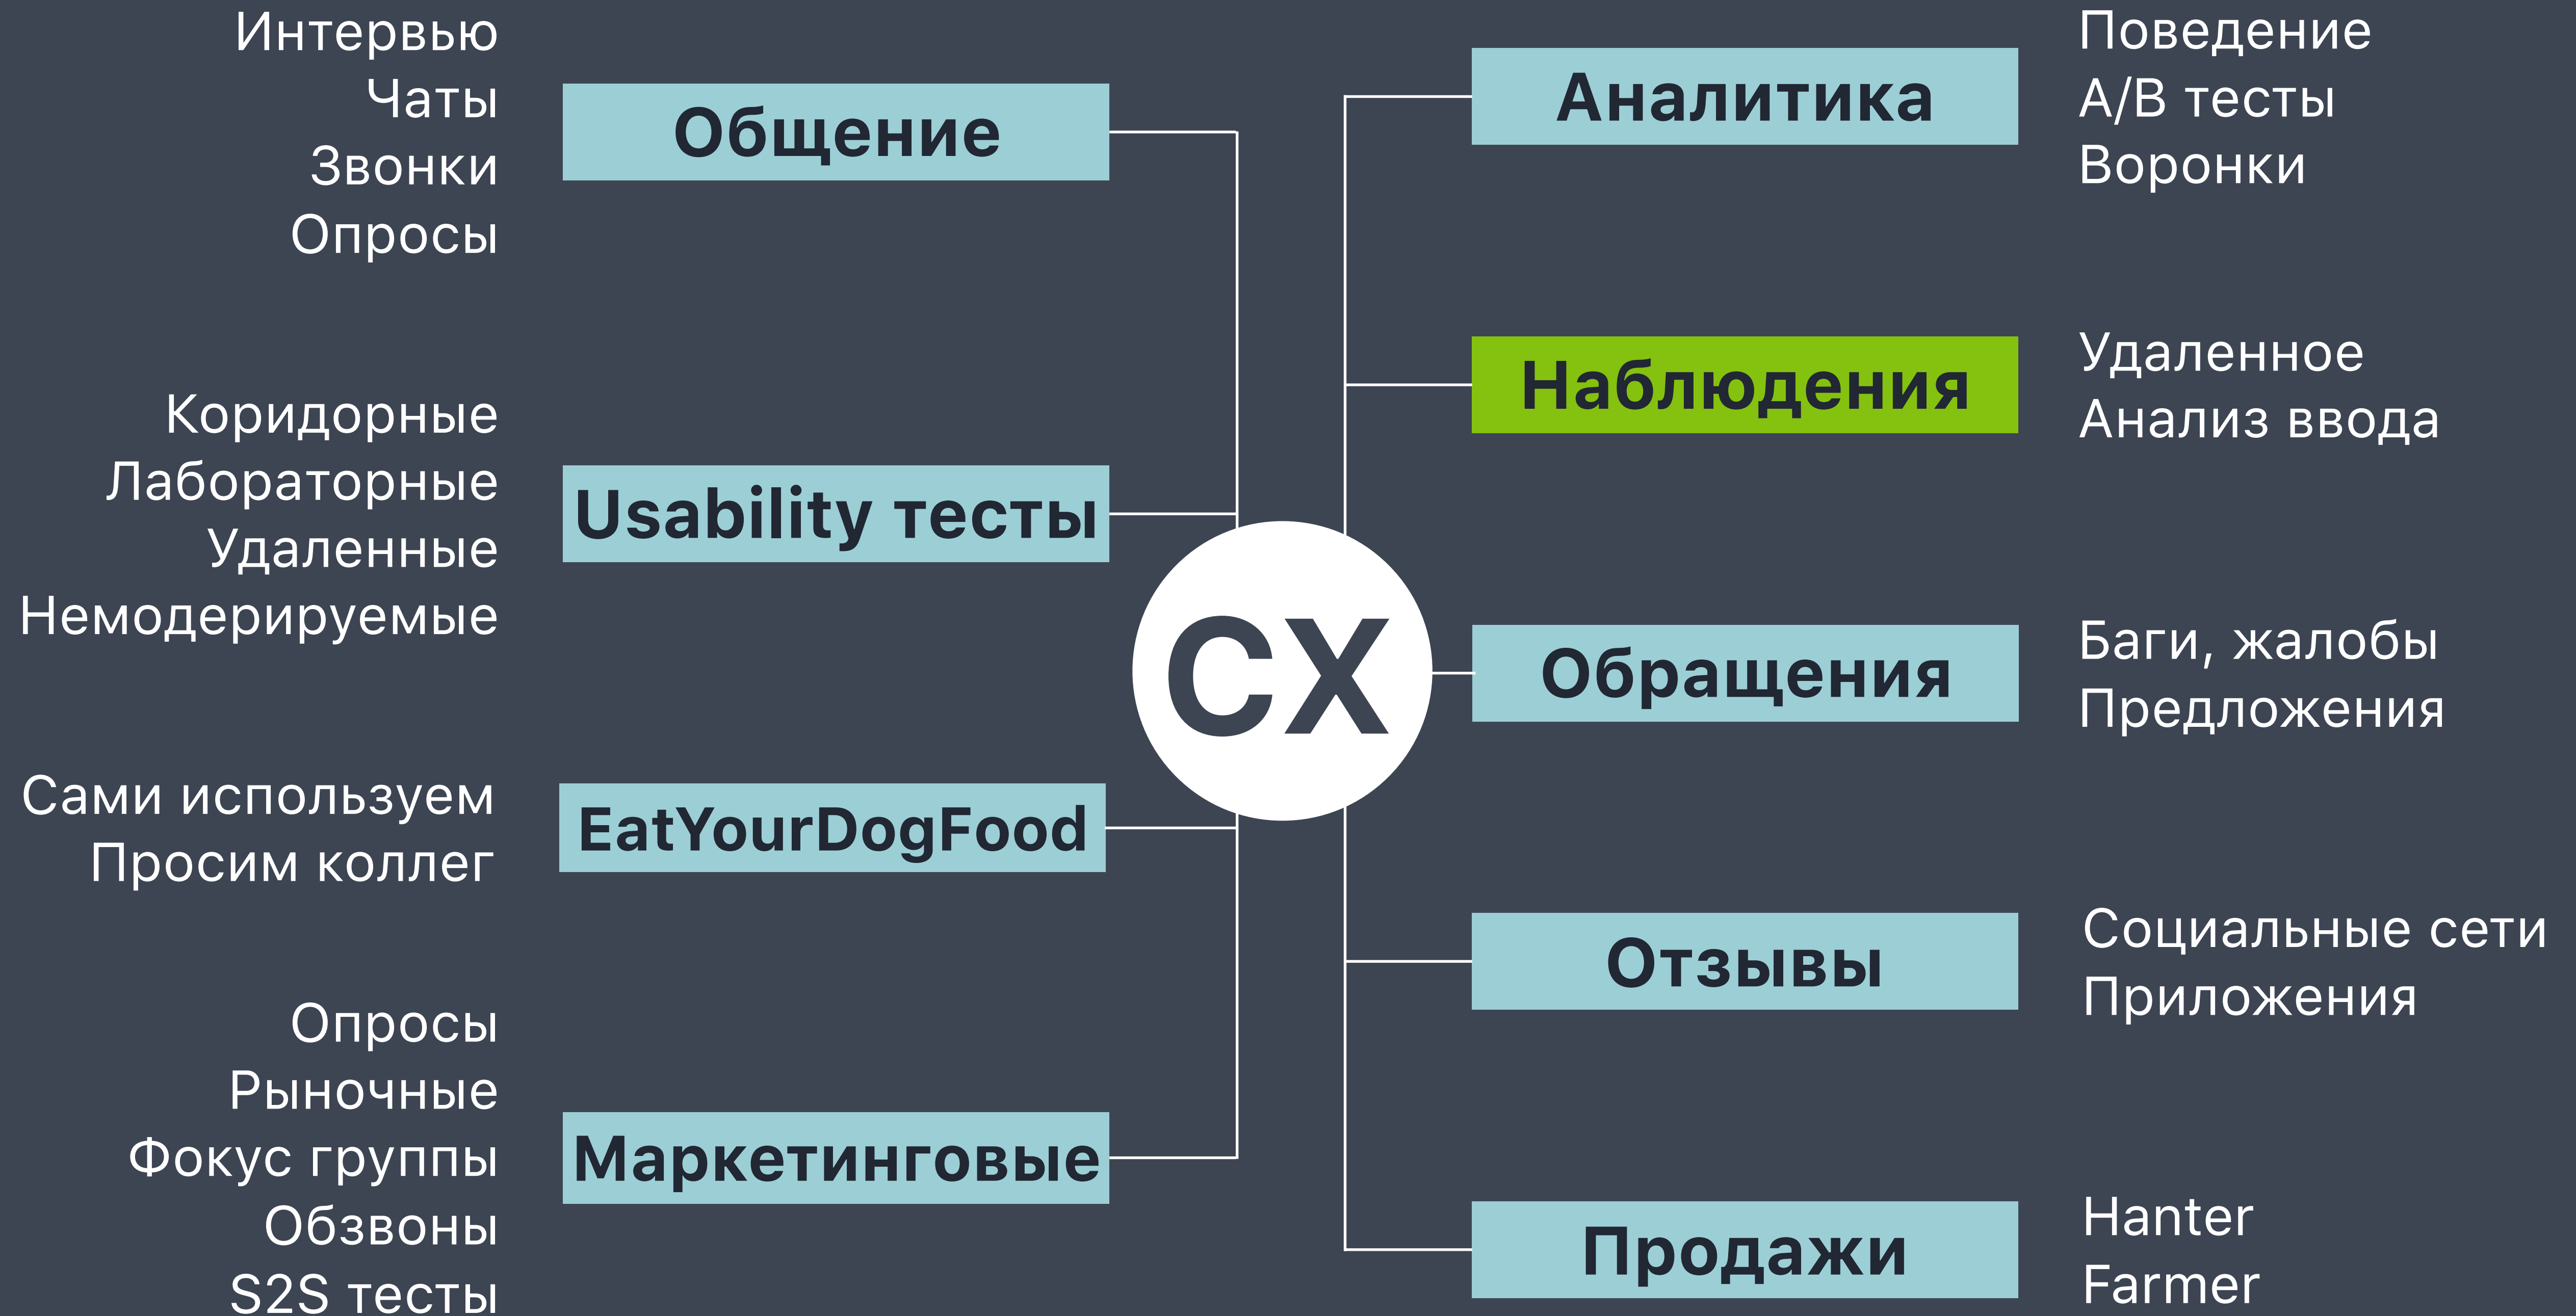 Интервью
Чаты
Звонки
Опросы
Общение
Коридорные
Лабораторные
Удаленные
Немодерируемые
Usability тесты
Сами используем
Просим коллег
EatYourDogFood
Опросы
Рыночные
Фокус группы
Обзвоны
S2S тесты
Маркетинговые
CX
Аналитика
Поведение
А/В тесты
Воронки
Наблюдения
Удаленное
Анализ ввода
Обращения
Баги, жалобы
Предложения
Отзывы
Социальные сети
Приложения
Продажи
Hanter
Farmer